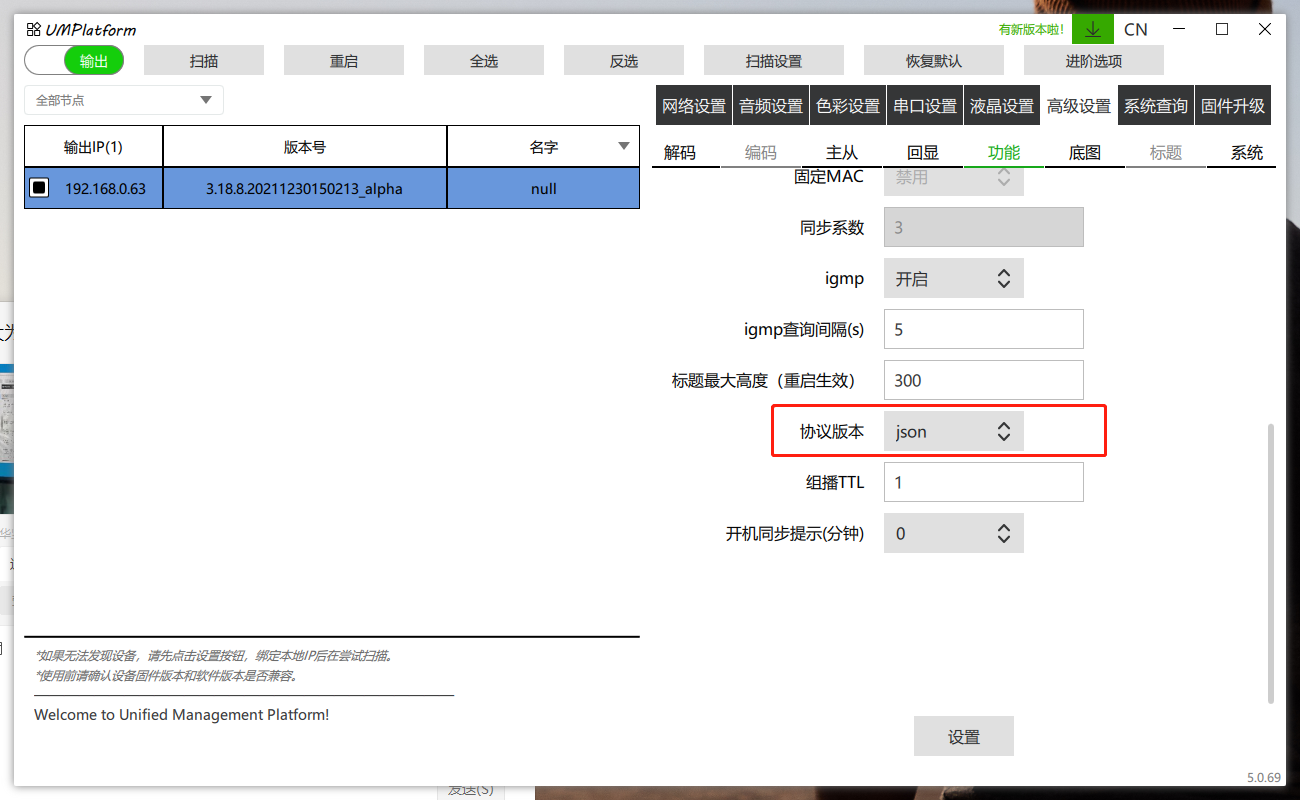 UMPlatform
有新版本啦!
CN
输出
扫描
重启
全选
反选
扫描设置
恢复默认
进阶选项
全部节点
网络设置
音频设置
色彩设置
串口设置
液晶设置
高级设置
系统查询
固件升级
输出IP(1)
版本号
名字
192.168.0.63
3.18.8.20211230150213_alpha
null
解码
编码
主从
回显
功能
底图
标题
系统
固定MAC
禁用
同步系数
3
igmp
开启
igmp查询间隔(s)
5
标题最大高度（重启生效）
300
协议版本
json
组播TTL
1
开机同步提示(分钟)
0
*如果无法发现设备，请先点击设置按钮，绑定本地IP后在尝试扫描。
*使用前请确认设备固件版本和软件版本是否兼容。
Welcome to Unified Management Platform!
设置
5.0.69
发送(S)